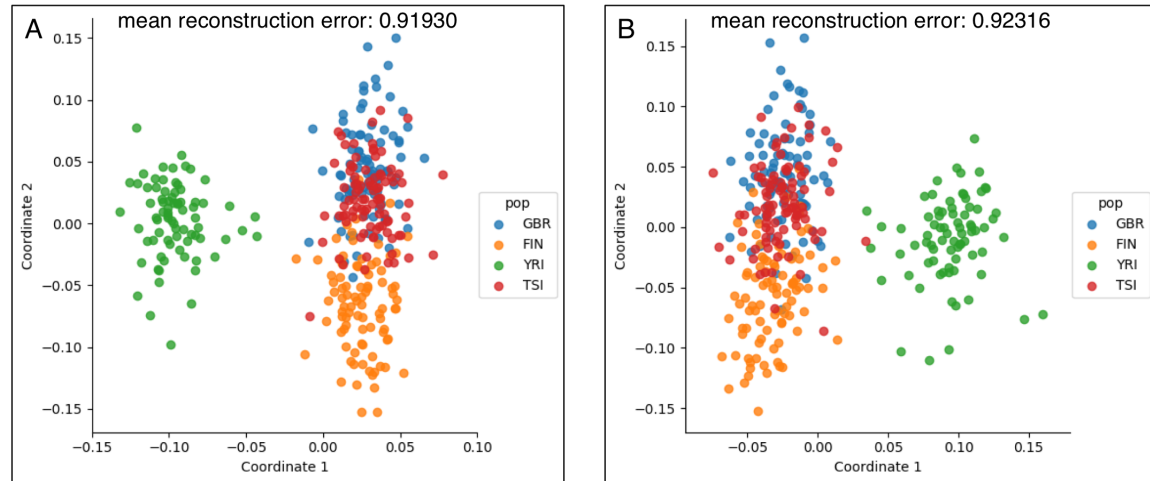 A
mean reconstruction error: 0.91930
0.15
0.10
0.05
0.00
−0.05
−0.10
−0.15
Coordinate 2
−0.15
−0.10
−0.05
0.00
0.05
0.10
Coordinate 1
pop
GBR
FIN
YRI
TSI
B
mean reconstruction error: 0.92316
0.15
0.10
0.05
0.00
−0.05
−0.10
−0.15
Coordinate 2
−0.05
0.00
0.05
0.10
0.15
Coordinate 1
pop
GBR
FIN
YRI
TSI